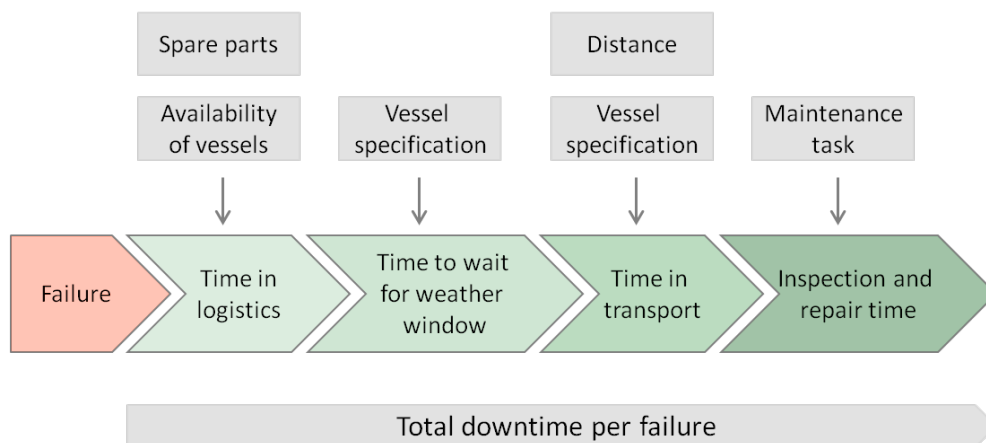 Spare parts
Distance
Availability
of vessels
Vessel
specification
Vessel
specification
Maintenance
task
Failure
Time in
logistics
Time to wait
for weather
window
Time in
transport
Inspection and
repair time
Total downtime per failure